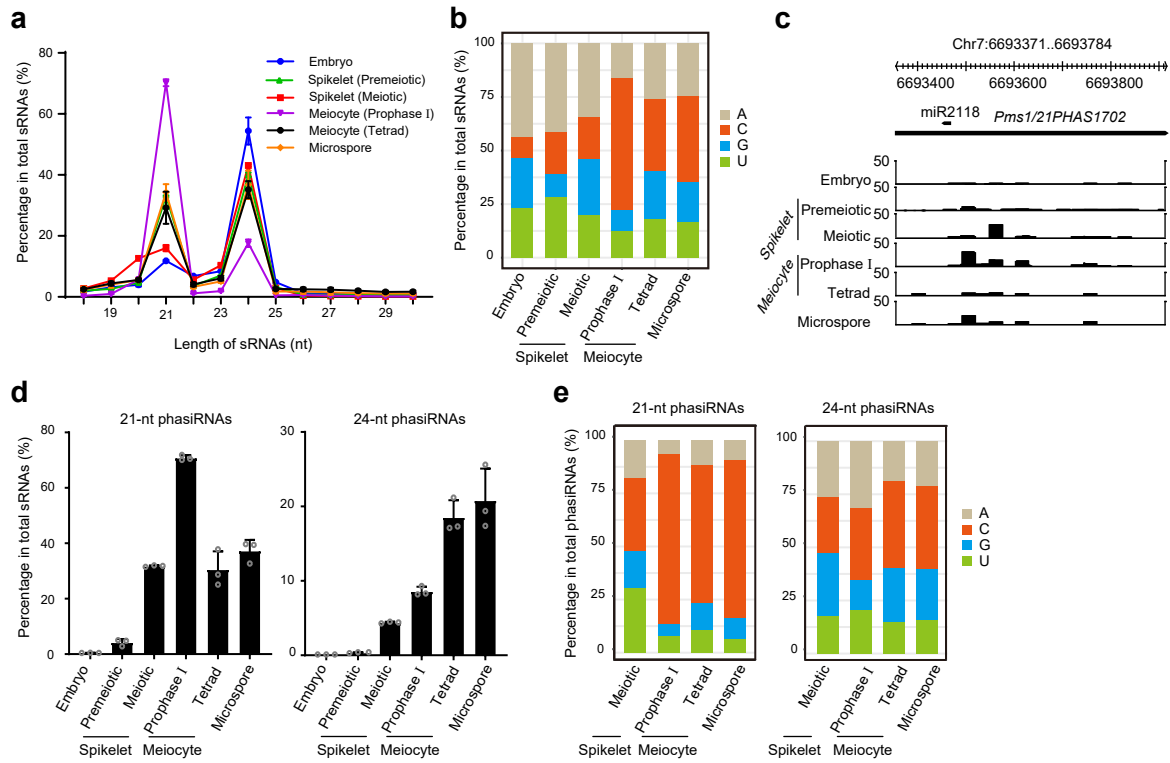 a
80
60
40
20
0
Percentage in total sRNAs (%)
19
21
23
25
27
29
Length of sRNAs (nt)
Embryo
Spikelet (Premeiotic)
Spikelet (Meiotic)
Meiocyte (Prophase I)
Meiocyte (Tetrad)
Microspore
b
100
75
50
25
0
Percentage in total sRNAs (%)
Embryo
Premeiotic
Meiotic
Prophase I
Tetrad
Microspore
Spikelet
Meiocyte
A
C
G
U
c
Chr7:6693371..6693784
6693400
6693600
6693800
miR2118
Pms1/21PHAS1702
50
Embryo
50
Premeiotic
50
Meiotic
50
Prophase I
50
Tetrad
50
Microspore
Spikelet
Meiocyte
d
21-nt phasiRNAs
80
60
40
20
0
Percentage in total sRNAs (%)
Embryo
Premeiotic
Meiotic
Prophase I
Tetrad
Microspore
Spikelet
Meiocyte
24-nt phasiRNAs
30
20
10
0
Embryo
Premeiotic
Meiotic
Prophase I
Tetrad
Microspore
Spikelet
Meiocyte
e
21-nt phasiRNAs
100
75
50
25
0
Percentage in total phasiRNAs (%)
Meiotic
Prophase I
Tetrad
Microspore
Spikelet
Meiocyte
24-nt phasiRNAs
100
75
50
25
0
Meiotic
Prophase I
Tetrad
Microspore
Spikelet
Meiocyte
A
C
G
U